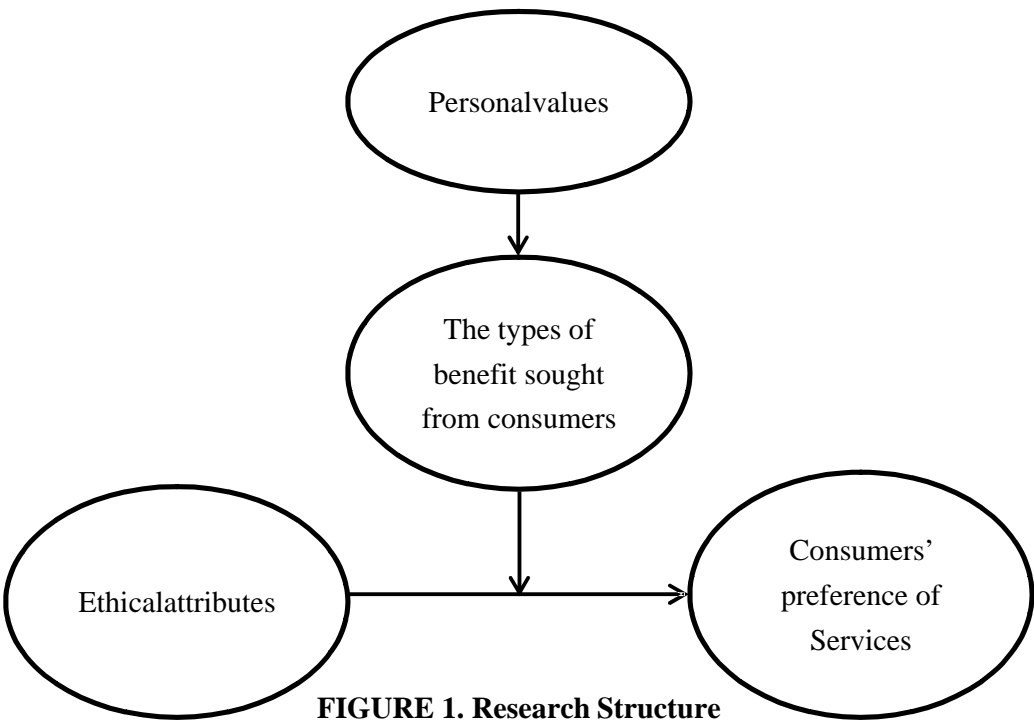 Personalvalues
The types of
benefit sought
from consumers
Ethicalattributes
Consumers’
preference of
Services
FIGURE 1. Research Structure